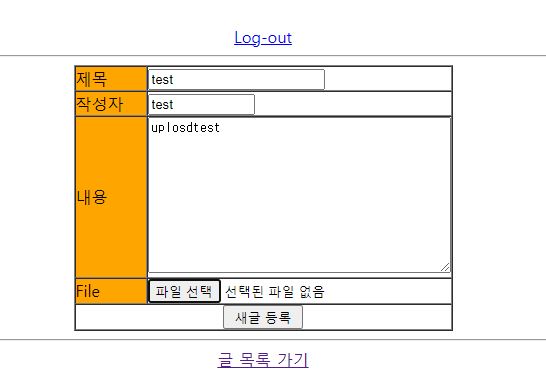 Log-out
제목 test
작성자 test
내용 uplosdtest
File 파일 선택 선택된 파일 없음
새글 등록
글 목록 가기